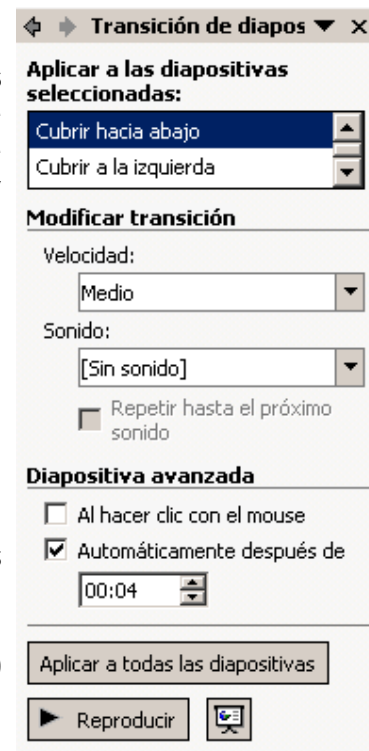 Transición de diapos
Aplicar a las diapositivas
seleccionadas:
Cubrir hacia abajo
Cubrir a la izquierda
Modificar transición
Velocidad:
Medio
Sonido:
[Sin sonido]
Repetir hasta el próximo
sonido
Diapositiva avanzada
Al hacer clic con el mouse
Automáticamente después de
00:04
Aplicar a todas las diapositivas
Reproducir